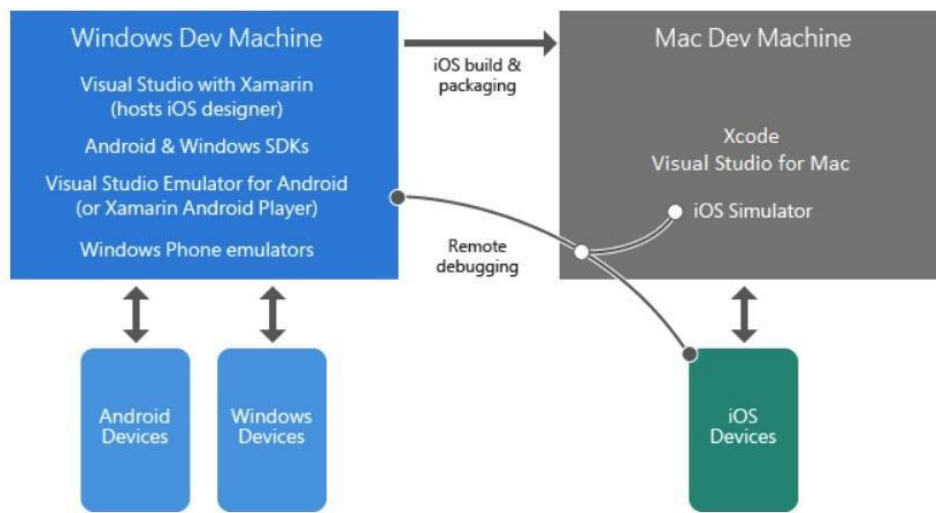 Windows Dev Machine
Visual Studio with Xamarin
(hosts iOS designer)
Android & Windows SDKs
Visual Studio Emulator for Android
(or Xamarin Android Player)
Windows Phone emulators
iOS build &
packaging
Mac Dev Machine
Xcode
Visual Studio for Mac
iOS Simulator
Remote
debugging
Android
Devices
Windows
Devices
iOS
Devices